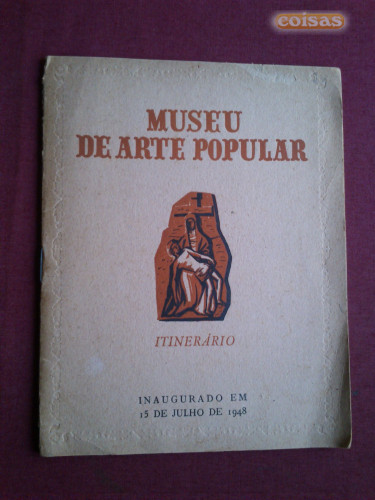 coisas
MUSEU
DE ARTE POPULAR
ITINERÁRIO
INAUGURADO EM
15 DE JULHO DE 1948